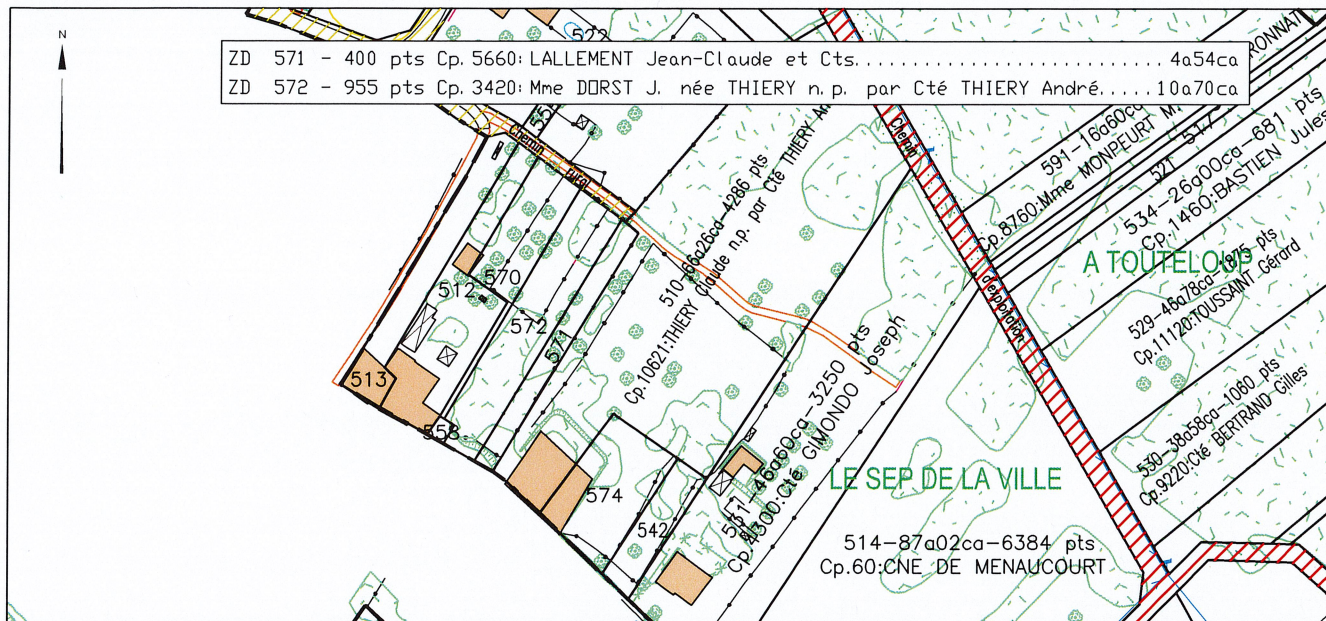 N
522
ZD 571 - 400 pts Cp. 5660: LALLEMENT Jean-Claude et Cts............................ 4a54ca
ZD 572 - 955 pts Cp. 3420: Mme DORST J. née THIERY n.p. par Cté THIERY André..... 10a70ca
Chemin rural
Chemin d'exploitation
591-16a60ca
Cp.8760:Mme MONPEURT M.
521
517
534-26a00ca-681 pts
Cp.1460:BASTIEN Jules
A TOUTELOUP
529-46a78ca-1875 pts
Cp.11120:TOUSSAINT Gérard
530-38a58ca-1060 pts
Cp.9220:Cté BERTRAND Gilles
510-66a26ca-4286 pts
Cp.10621:THIERY Claude n.p. par Cté THIERY
512
570
572
571
513
558
574
542
531-46a60ca-3250 pts
Cp.4300:Cté GIMONDO Joseph
LE SEP DE LA VILLE
514-87a02ca-6384 pts
Cp.60:CNE DE MENAUCOURT